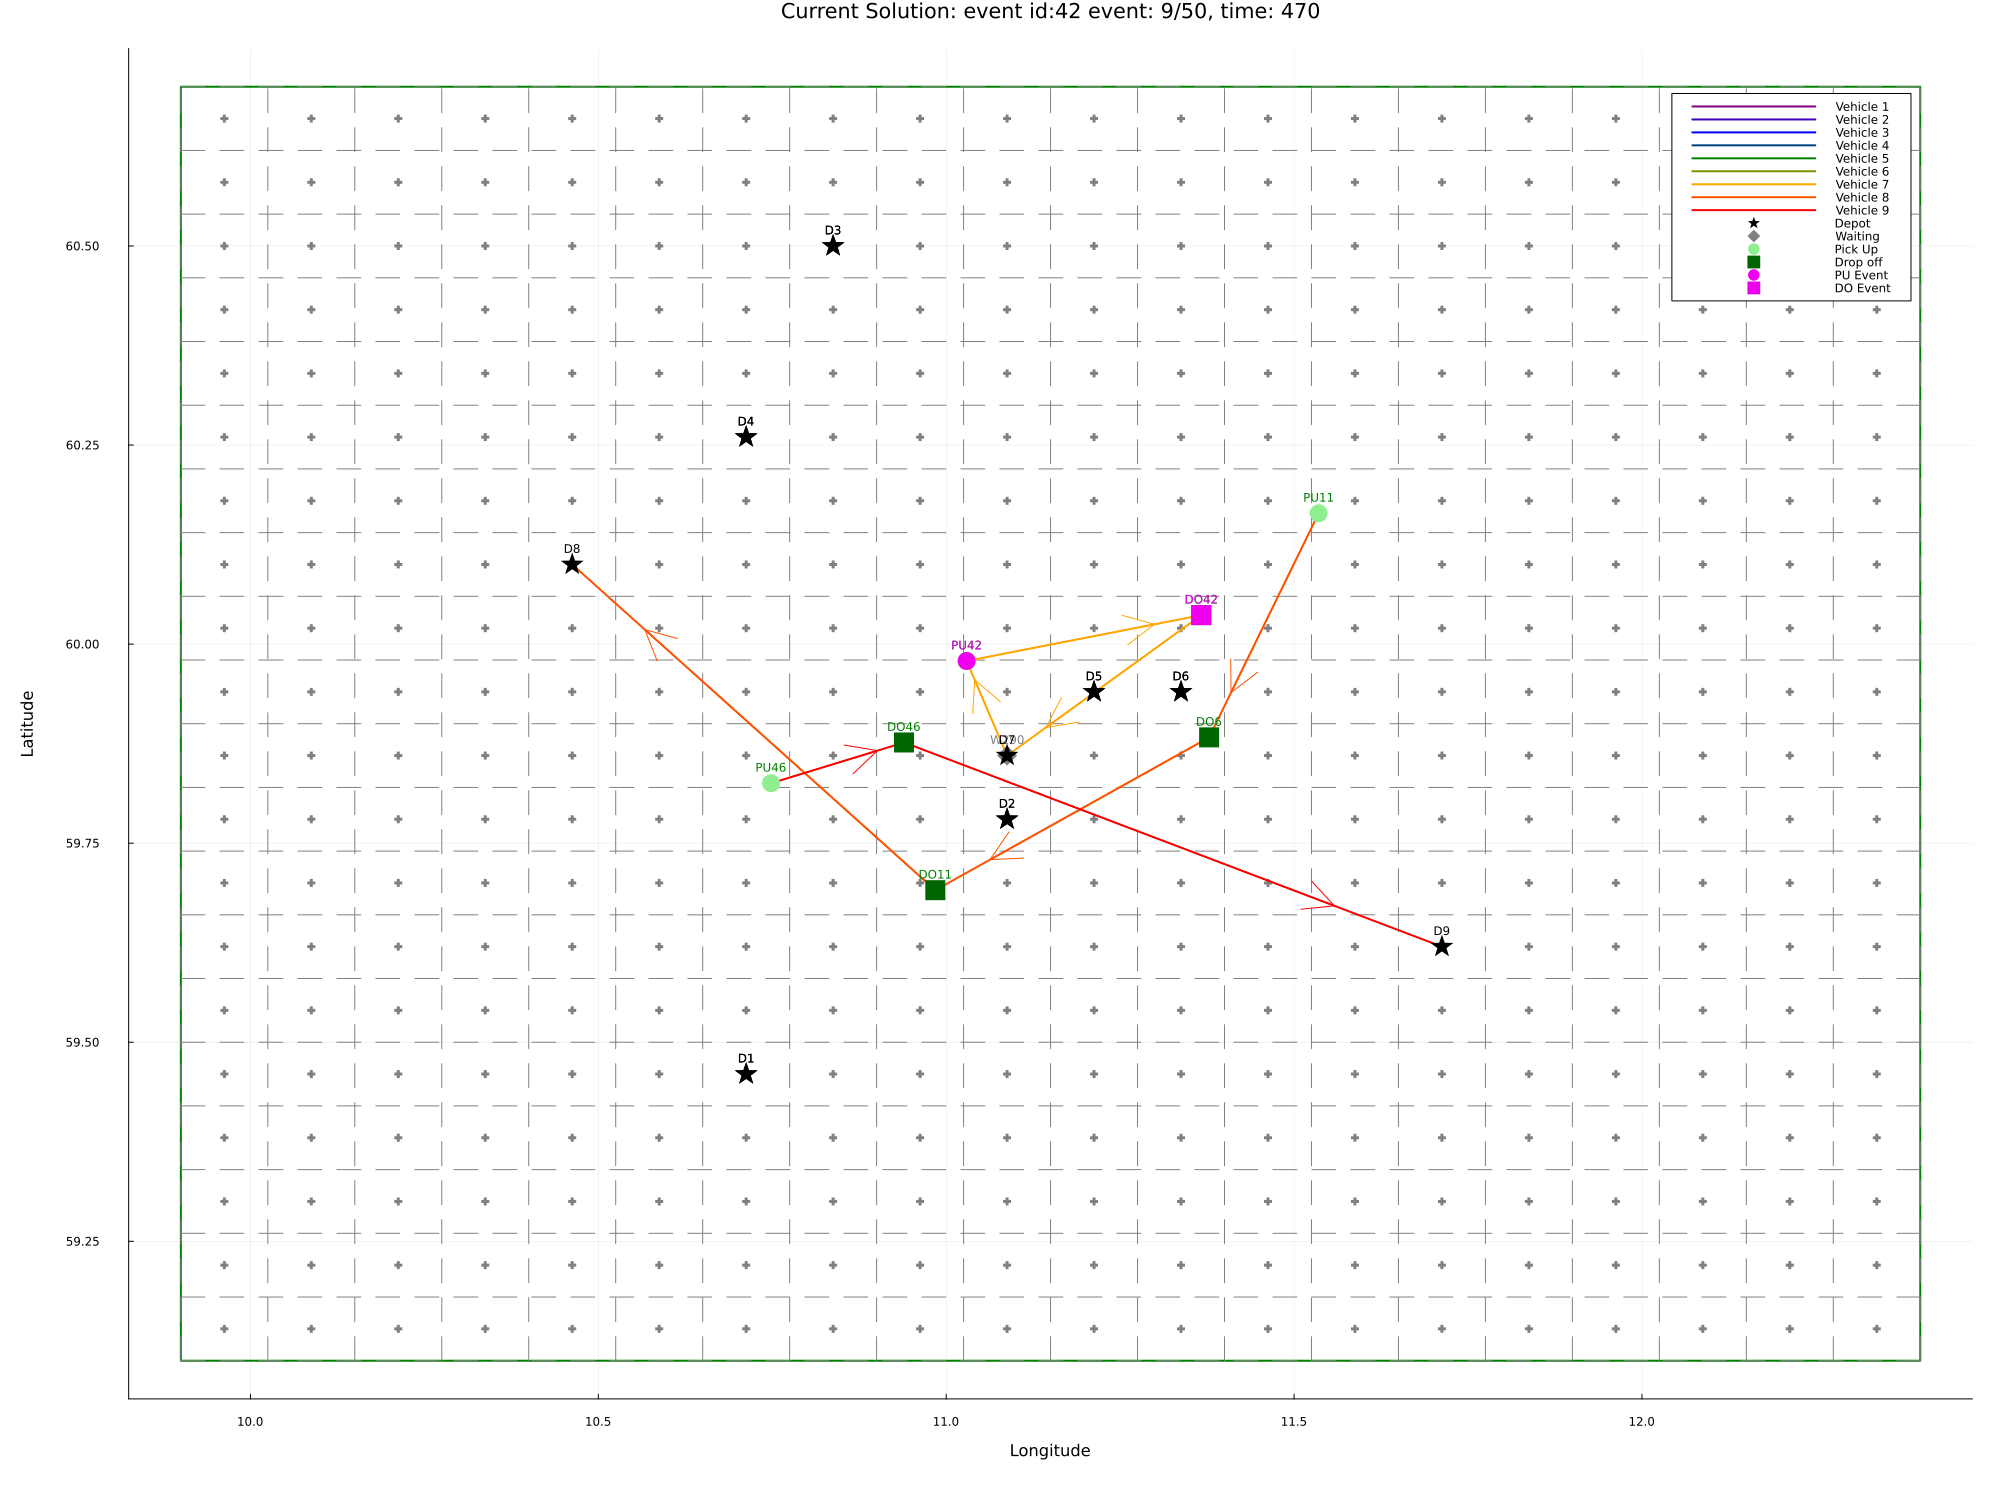 Current Solution: event id:42 event: 9/50, time: 470
Vehicle 1
Vehicle 2
Vehicle 3
Vehicle 4
Vehicle 5
Vehicle 6
Vehicle 7
Vehicle 8
Vehicle 9
Depot
Waiting
Pick Up
Drop off
PU Event
DO Event
D3
60.50
D4
60.25
PU11
D8
DO42
60.00
PU42
D5
D6
DO6
DO46
D7
PU46
D2
59.75
DO11
D9
59.50
D1
59.25
10.0
10.5
11.0
11.5
12.0
Latitude
Longitude